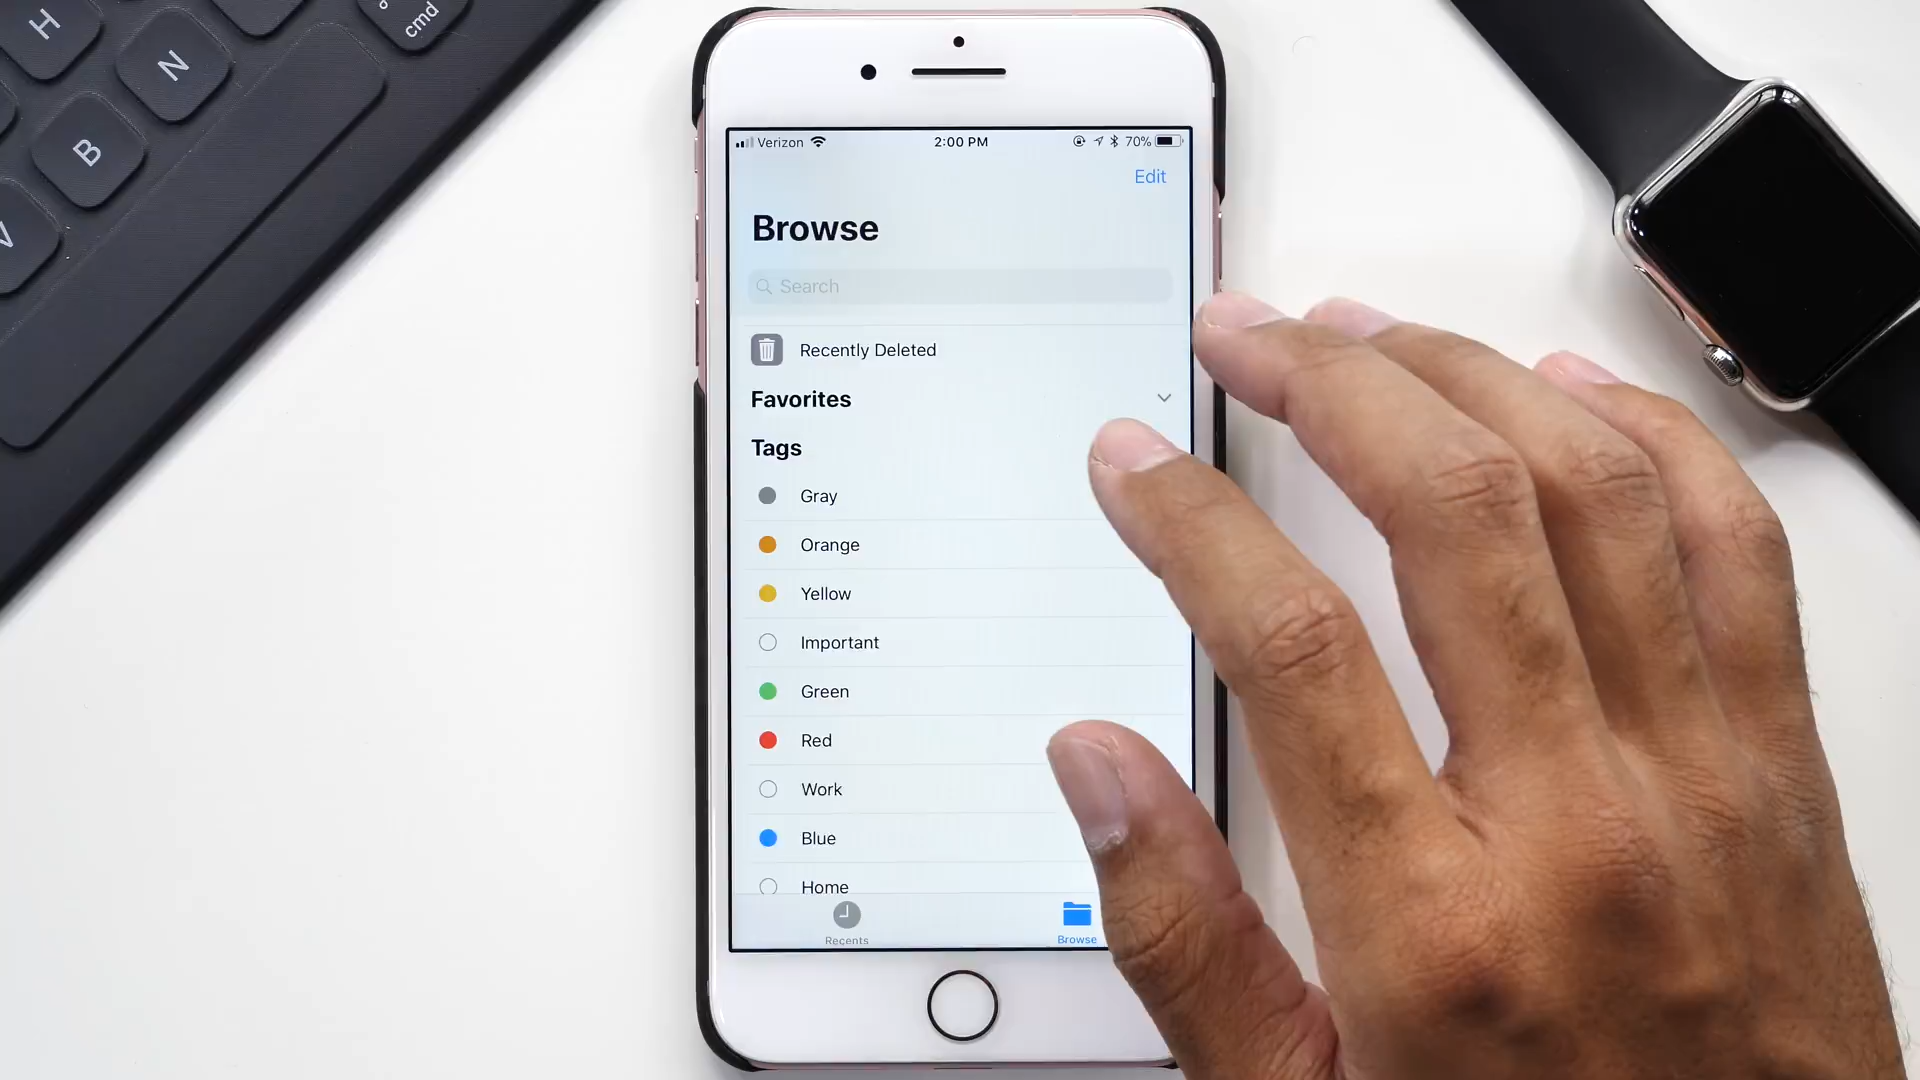 H
cmd
N
B
V
Verizon 2:00 PM 70%
Edit
Browse
Search
Recently Deleted
Favorites
Tags
Gray
Orange
Yellow
Important
Green
Red
Work
Blue
Home
Recents Browse